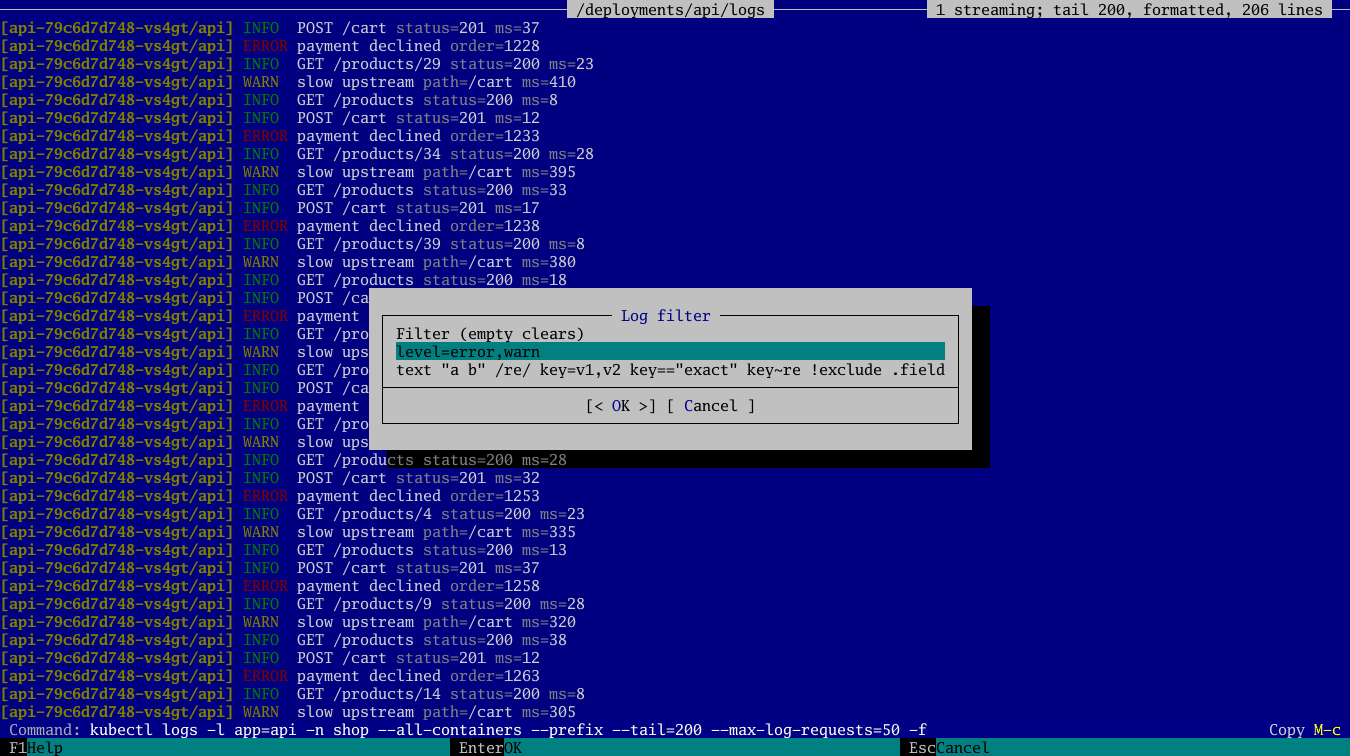 /deployments/api/logs 1 streaming; tail 200, formatted, 206 lines
[api-79c6d7d748-vs4gt/api] INFO POST /cart status=201 ms=37
[api-79c6d7d748-vs4gt/api] ERROR payment declined order=1228
[api-79c6d7d748-vs4gt/api] INFO GET /products/29 status=200 ms=23
[api-79c6d7d748-vs4gt/api] WARN slow upstream path=/cart ms=410
[api-79c6d7d748-vs4gt/api] INFO GET /products status=200 ms=8
[api-79c6d7d748-vs4gt/api] INFO POST /cart status=201 ms=12
[api-79c6d7d748-vs4gt/api] ERROR payment declined order=1233
[api-79c6d7d748-vs4gt/api] INFO GET /products/34 status=200 ms=28
[api-79c6d7d748-vs4gt/api] WARN slow upstream path=/cart ms=395
[api-79c6d7d748-vs4gt/api] INFO GET /products status=200 ms=33
[api-79c6d7d748-vs4gt/api] INFO POST /cart status=201 ms=17
[api-79c6d7d748-vs4gt/api] ERROR payment declined order=1238
[api-79c6d7d748-vs4gt/api] INFO GET /products/39 status=200 ms=8
[api-79c6d7d748-vs4gt/api] WARN slow upstream path=/cart ms=380
[api-79c6d7d748-vs4gt/api] INFO GET /products status=200 ms=18
[api-79c6d7d748-vs4gt/api] INFO POST /ca
[api-79c6d7d748-vs4gt/api] ERROR payment
[api-79c6d7d748-vs4gt/api] INFO GET /pro
[api-79c6d7d748-vs4gt/api] WARN slow ups
[api-79c6d7d748-vs4gt/api] INFO GET /pro
[api-79c6d7d748-vs4gt/api] INFO POST /ca
[api-79c6d7d748-vs4gt/api] ERROR payment
[api-79c6d7d748-vs4gt/api] INFO GET /pro
[api-79c6d7d748-vs4gt/api] WARN slow ups
Log filter
Filter (empty clears)
level=error,warn
text "a b" /re/ key=v1,v2 key=="exact" key~re !exclude .field
[< OK >] [ Cancel ]
[api-79c6d7d748-vs4gt/api] INFO GET /products status=200 ms=28
[api-79c6d7d748-vs4gt/api] INFO POST /cart status=201 ms=32
[api-79c6d7d748-vs4gt/api] ERROR payment declined order=1253
[api-79c6d7d748-vs4gt/api] INFO GET /products/4 status=200 ms=23
[api-79c6d7d748-vs4gt/api] WARN slow upstream path=/cart ms=335
[api-79c6d7d748-vs4gt/api] INFO GET /products status=200 ms=13
[api-79c6d7d748-vs4gt/api] INFO POST /cart status=201 ms=37
[api-79c6d7d748-vs4gt/api] ERROR payment declined order=1258
[api-79c6d7d748-vs4gt/api] INFO GET /products/9 status=200 ms=28
[api-79c6d7d748-vs4gt/api] WARN slow upstream path=/cart ms=320
[api-79c6d7d748-vs4gt/api] INFO GET /products status=200 ms=38
[api-79c6d7d748-vs4gt/api] INFO POST /cart status=201 ms=12
[api-79c6d7d748-vs4gt/api] ERROR payment declined order=1263
[api-79c6d7d748-vs4gt/api] INFO GET /products/14 status=200 ms=8
[api-79c6d7d748-vs4gt/api] WARN slow upstream path=/cart ms=305
Command: kubectl logs -l app=api -n shop --all-containers --prefix --tail=200 --max-log-requests=50 -f Copy M-c
F1Help EnterOK EscCancel